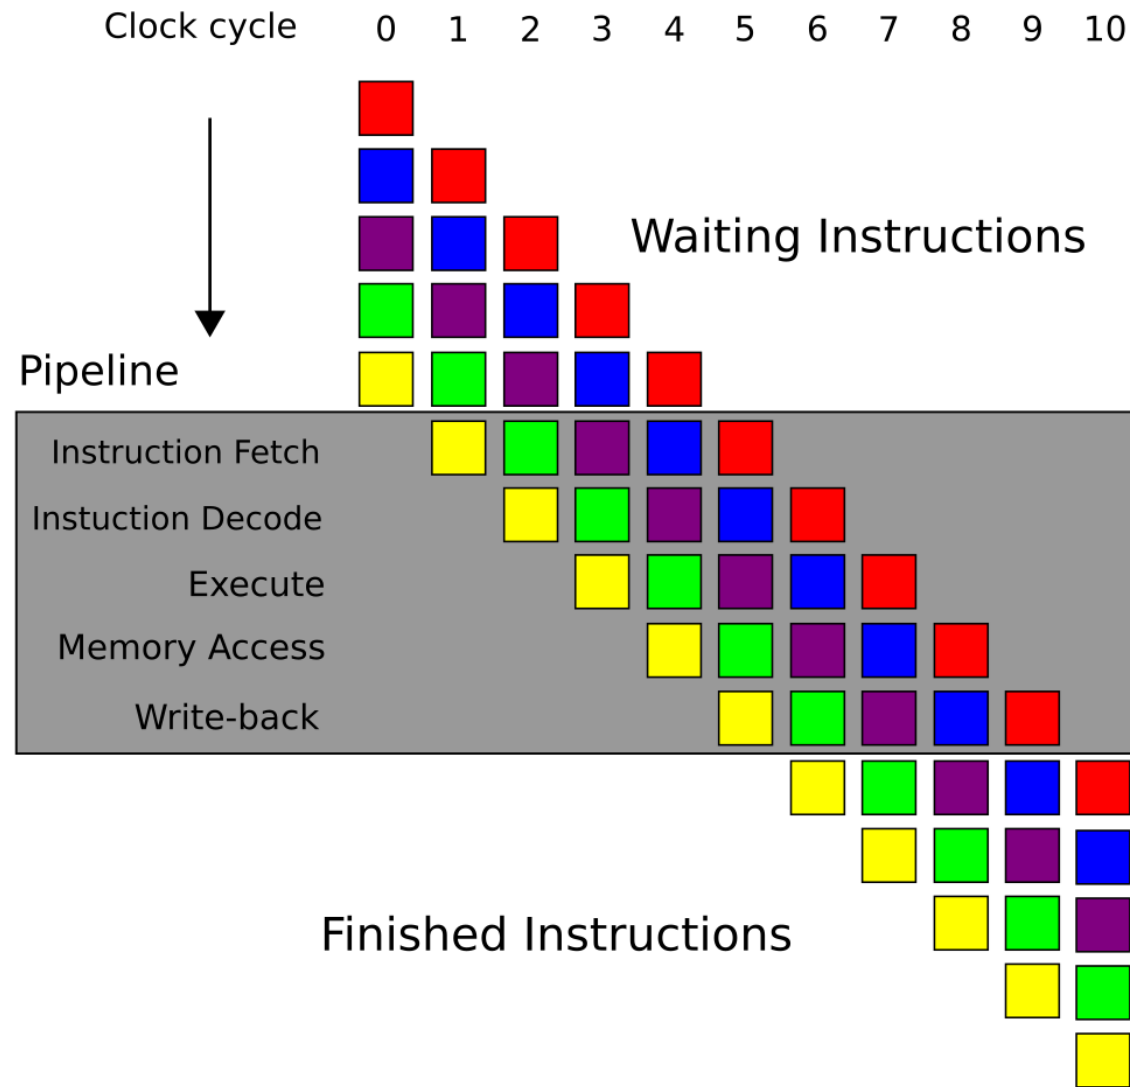 Clock cycle 0 1 2 3 4 5 6 7 8 9 10
Waiting Instructions
Pipeline
Instruction Fetch
Instuction Decode
Execute
Memory Access
Write-back
Finished Instructions